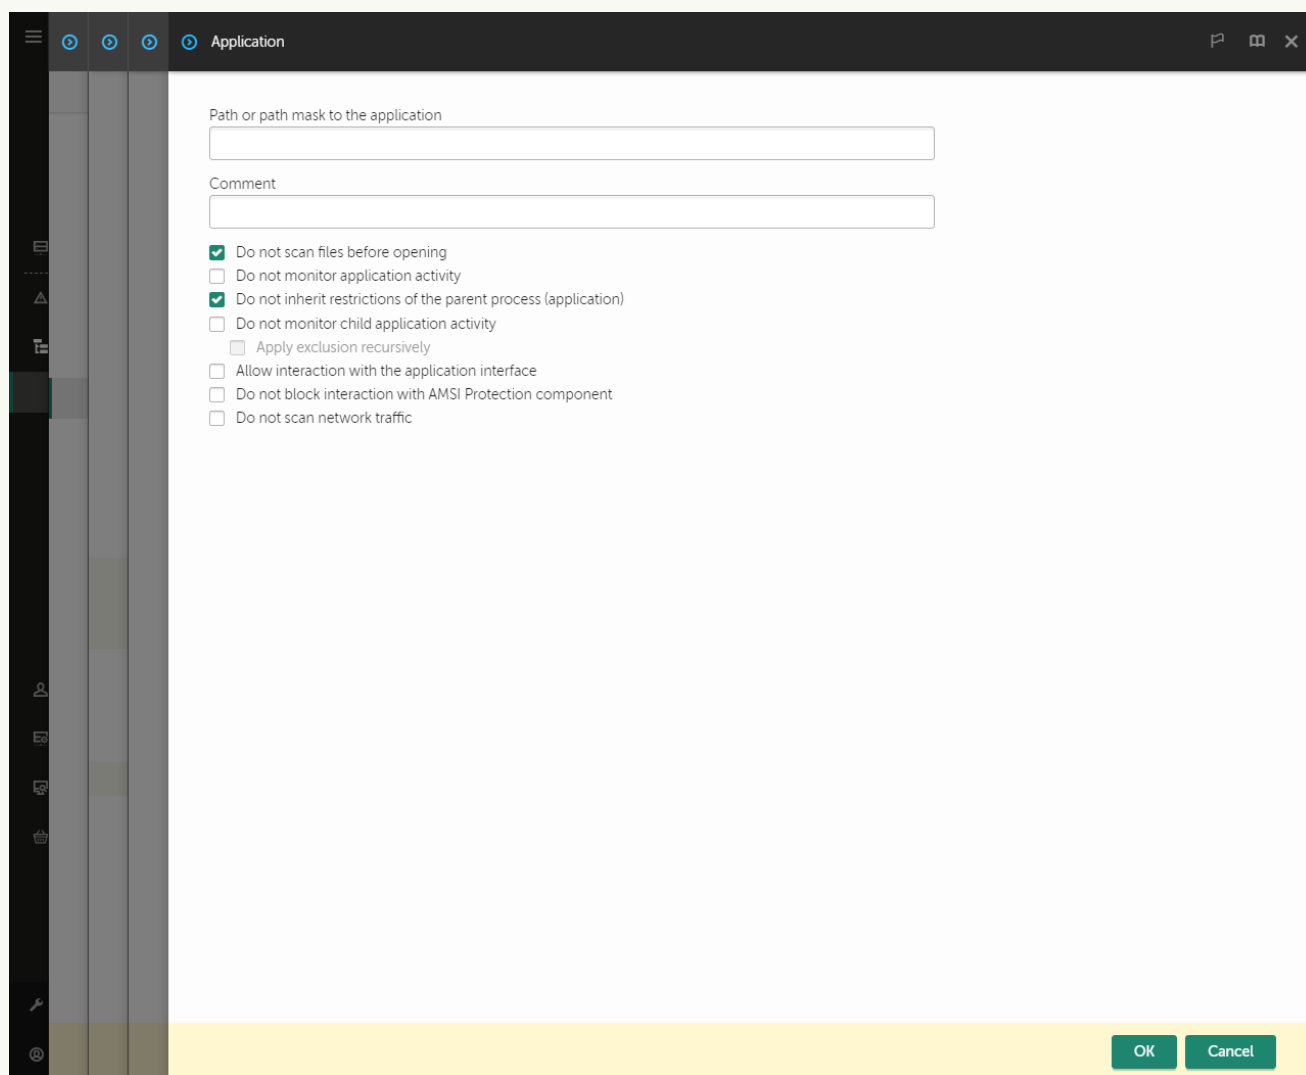 Application
Path or path mask to the application
Comment
Do not scan files before opening
Do not monitor application activity
Do not inherit restrictions of the parent process (application)
Do not monitor child application activity
Apply exclusion recursively
Allow interaction with the application interface
Do not block interaction with AMSI Protection component
Do not scan network traffic
OK Cancel